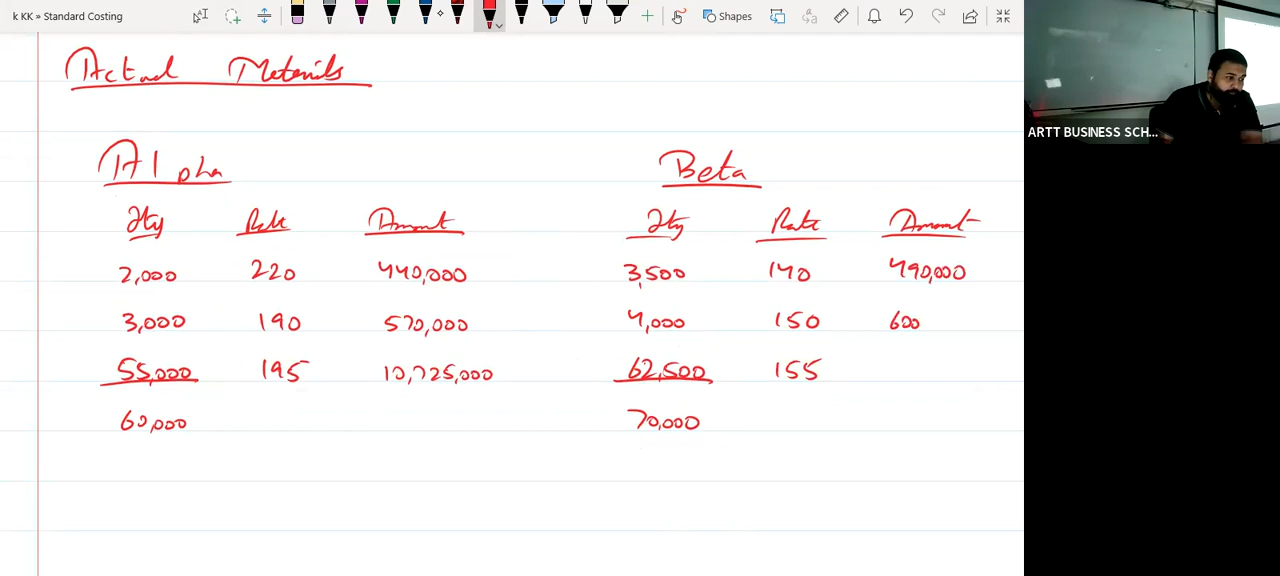 k KK » Standard Costing
Shapes
ARTT BUSINESS SCH...
Actual Materials
Alpha Beta
Qty Rate Amount Qty Rate Amount
2,000 220 440,000 3,500 140 490,000
3,000 190 570,000 4,000 150 600
55,000 195 10,725,000 62,500 155
60,000 70,000